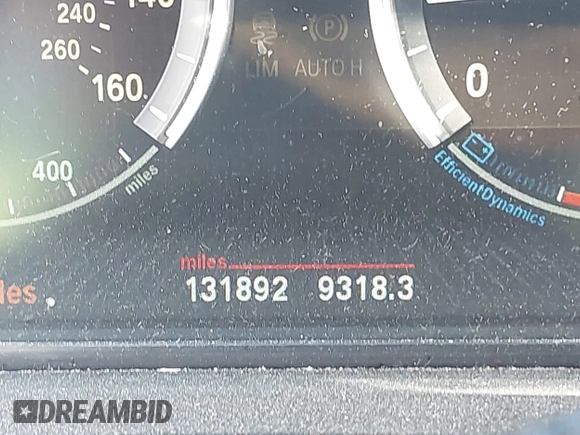 240
260
160
400
miles
LIM
AUTO H
(P)
0
EfficientDynamics
miles
131892 9318.3
DREAMBID